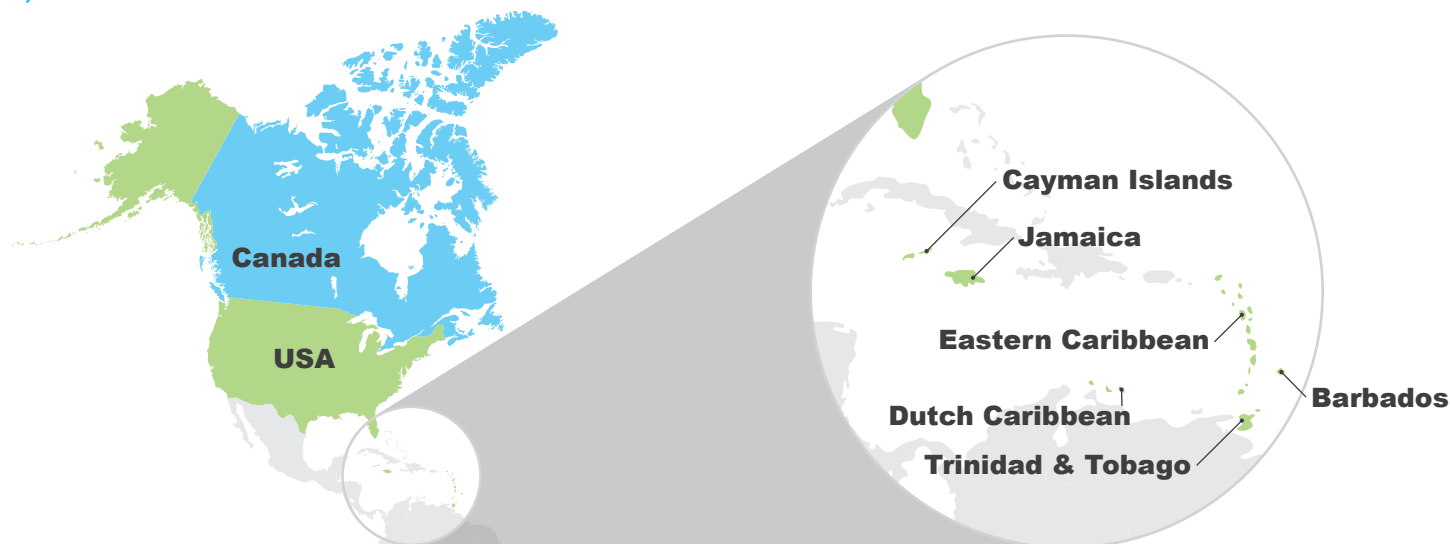 Cayman Islands
Jamaica
Canada
Eastern Caribbean
USA
Barbados
Dutch Caribbean
Trinidad & Tobago